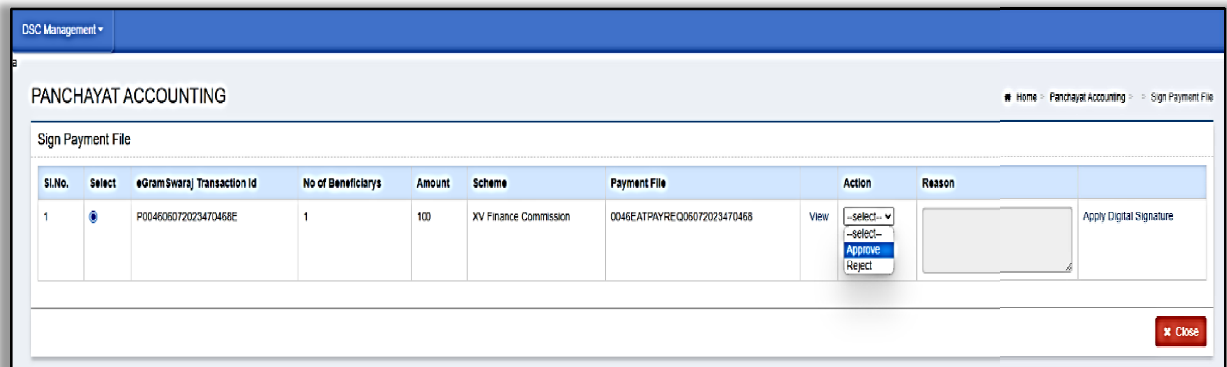 DSC Management
a
PANCHAYAT ACCOUNTING
Home > Panchayat Accounting > > Sign Payment File
Sign Payment File
Sl.No. Select eGramSwaraj Transaction Id No of Beneficiarys Amount Scheme Payment File Action Reason
1 P004606072023470468E 1 100 XV Finance Commission 0046EATPAYREQ06072023470468 View --select-- Apply Digital Signature
--select--
Approve
Reject
x Close